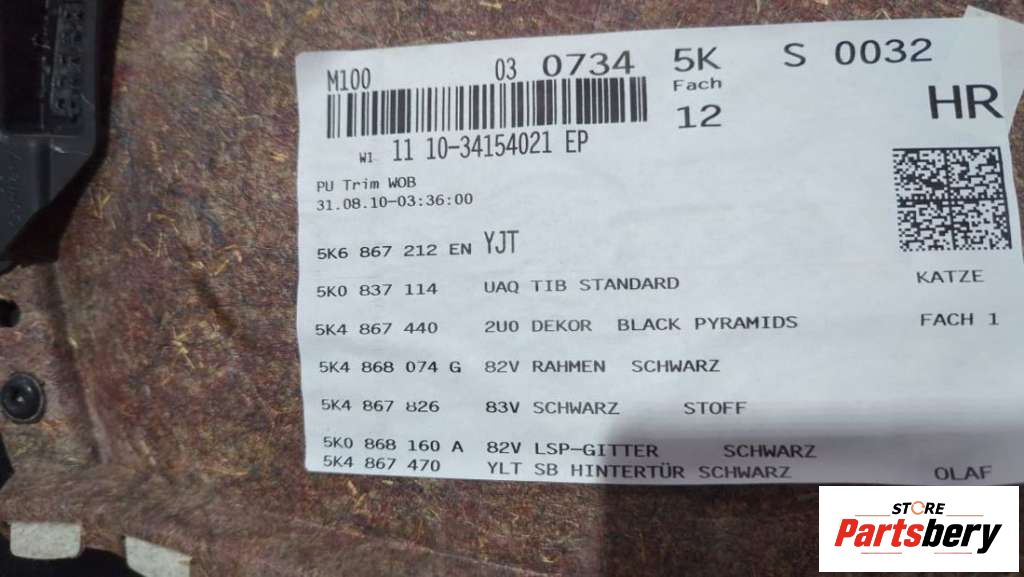 M100 03 0734 5K S 0032
Fach
12
HR
W1 11 10-34154021 EP
PU Trim WOB
31.08.10-03:36:00
5K6 867 212 EN YJT
5K0 837 114 UAQ TIB STANDARD KATZE
5K4 867 440 2U0 DEKOR BLACK PYRAMIDS FACH 1
5K4 868 074 G 82V RAHMEN SCHWARZ
5K4 867 826 83V SCHWARZ STOFF
5K0 868 160 A 82V LSP-GITTER SCHWARZ
5K4 867 470 YLT SB HINTERTÜR SCHWARZ OLAF
STORE
Partsbery